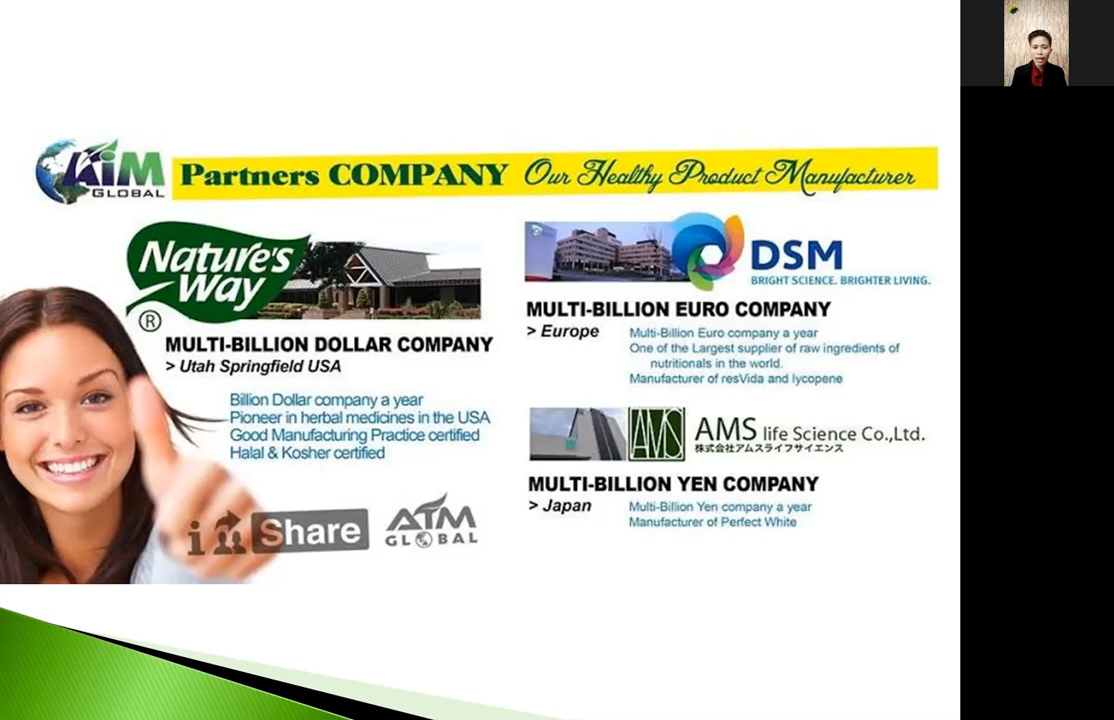 AIM
GLOBAL
Partners COMPANY Our Healthy Product Manufacturer
Nature's
Way
®
MULTI-BILLION DOLLAR COMPANY
> Utah Springfield USA
Billion Dollar company a year
Pioneer in herbal medicines in the USA
Good Manufacturing Practice certified
Halal & Kosher certified
i Share
AIM
GLOBAL
DSM
BRIGHT SCIENCE. BRIGHTER LIVING.
MULTI-BILLION EURO COMPANY
> Europe
Multi-Billion Euro company a year
One of the Largest supplier of raw ingredients of
nutritionals in the world.
Manufacturer of resVida and lycopene
AMS
AMS life Science Co.,Ltd.
株式会社アムスライフサイエンス
MULTI-BILLION YEN COMPANY
> Japan
Multi-Billion Yen company a year
Manufacturer of Perfect White